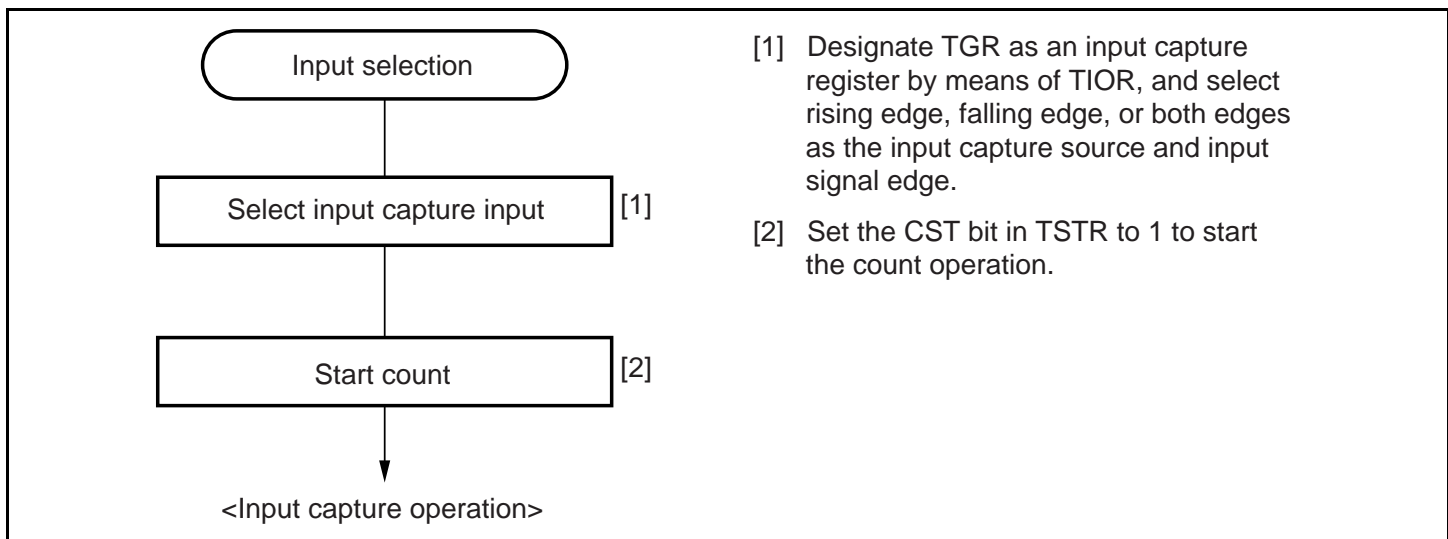 Input selection
Select input capture input
[1]
Start count
[2]
<Input capture operation>
[1] Designate TGR as an input capture
register by means of TIOR, and select
rising edge, falling edge, or both edges
as the input capture source and input
signal edge.
[2] Set the CST bit in TSTR to 1 to start
the count operation.